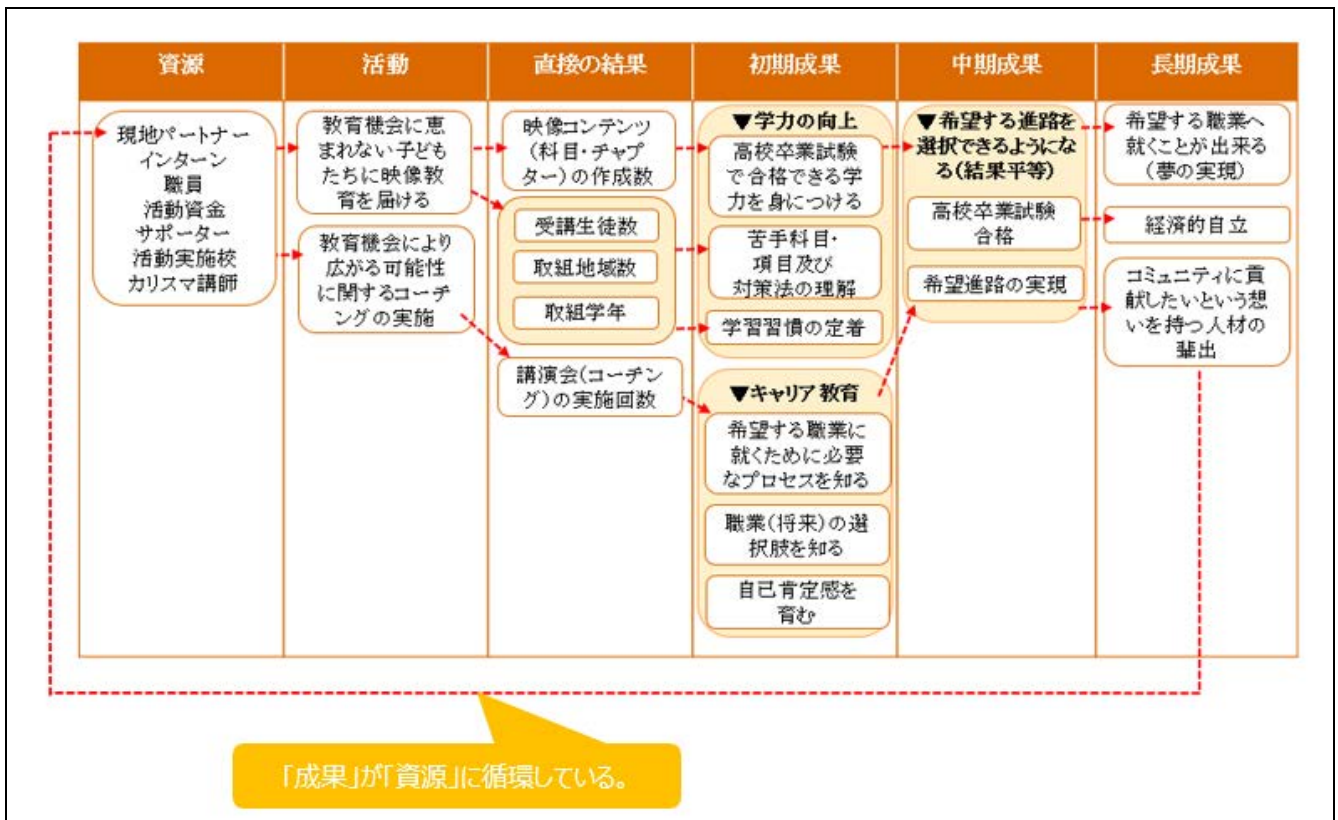 資源
活動
直接の結果
初期成果
中期成果
長期成果
現地パートナー
インターン
職員
活動資金
サポーター
活動実施校
カリスマ講師
教育機会に恵
まれない子ども
たちに映像教
育を届ける
教育機会により
広がる可能性
に関するコーチ
ングの実施
映像コンテンツ
(科目・チャプ
ター)の作成数
受講生徒数
取組地域数
取組学年
講演会(コーチン
グ)の実施回数
▼学力の向上
高校卒業試験
で合格できる学
力を身につける
苦手科目・
項目及び
対策法の理解
学習習慣の定着
▼キャリア教育
希望する職業に
就くために必要
なプロセスを知る
職業(将来)の選
択肢を知る
自己肯定感を
育む
▼希望する進路を
選択できるようにな
る(結果平等)
高校卒業試験
合格
希望進路の実現
希望する職業へ
就くことが出来る
(夢の実現)
経済的自立
コミュニティに貢
献したいという想
いを持つ人材の
輩出
「成果」が「資源」に循環している。